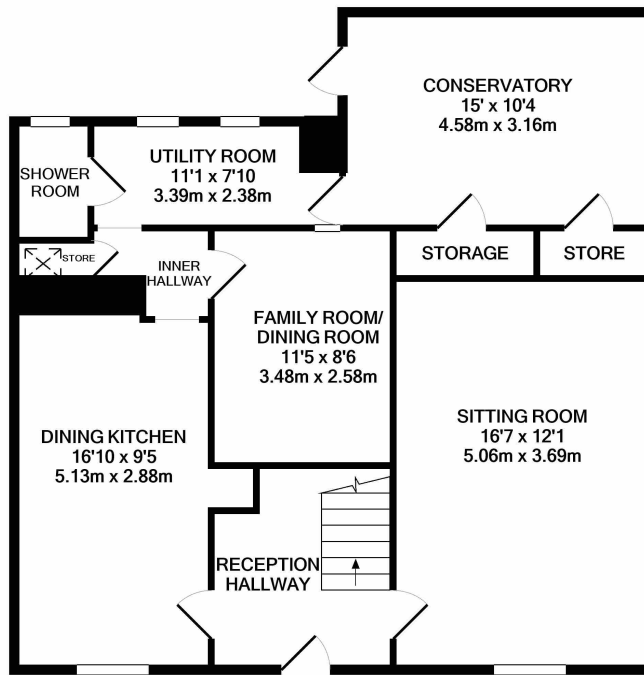 CONSERVATORY
15' x 10'4
4.58m x 3.16m
UTILITY ROOM
11'1 x 7'10
3.39m x 2.38m
SHOWER
ROOM
STORE
INNER
HALLWAY
STORAGE
STORE
FAMILY ROOM/
DINING ROOM
11'5 x 8'6
3.48m x 2.58m
DINING KITCHEN
16'10 x 9'5
5.13m x 2.88m
SITTING ROOM
16'7 x 12'1
5.06m x 3.69m
RECEPTION
HALLWAY